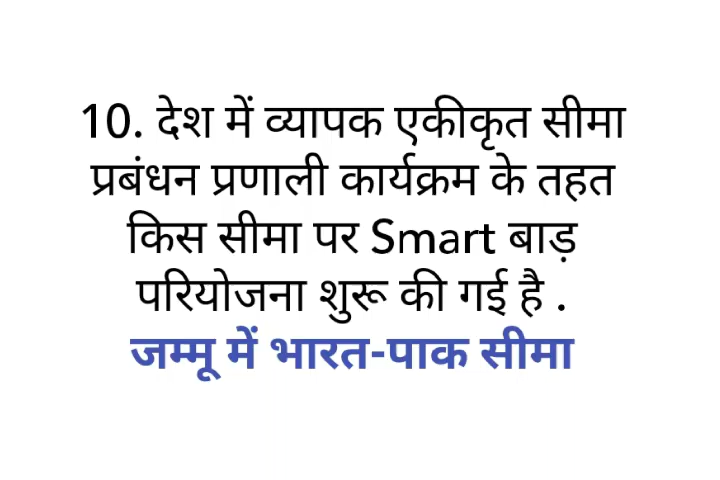 10. देश में व्यापक एकीकृत सीमा
प्रबंधन प्रणाली कार्यक्रम के तहत
किस सीमा पर Smart बाड़
परियोजना शुरू की गई है .
जम्मू में भारत-पाक सीमा